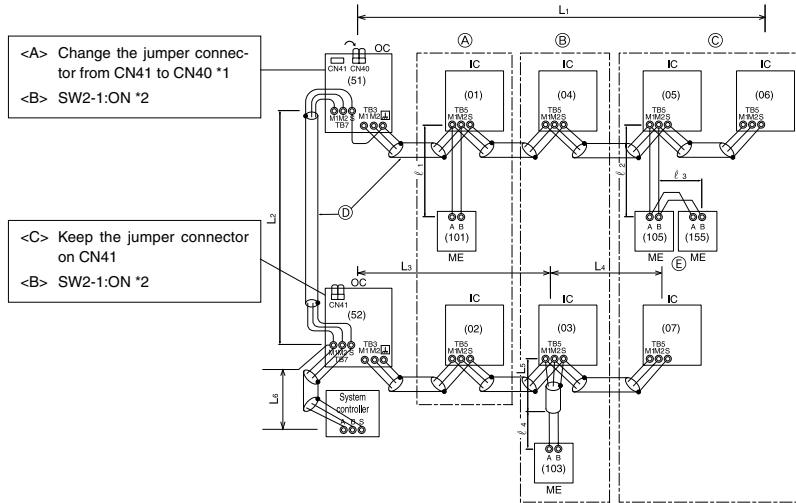 L1
<A> Change the jumper connec-
tor from CN41 to CN40 *1
<B> SW2-1:ON *2
OC
CN41 CN40
(51)
TB3
M1M2 S M1M2
TB7
A
IC
(01)
TB5
M1M2S
B
IC
(04)
TB5
M1M2S
C
IC
(05)
TB5
M1M2S
IC
(06)
TB5
M1M2S
L2
D
ℓ1
A B
(101)
ME
ℓ2
ℓ3
A B
(105)
ME
A B
(155)
ME
E
<C> Keep the jumper connector
on CN41
<B> SW2-1:ON *2
L3
L4
OC
CN41
(52)
TB3
M1M2 S M1M2
TB7
IC
(02)
TB5
M1M2S
IC
(03)
TB5
M1M2S
IC
(07)
TB5
M1M2S
L6
System
controller
A B S
L5
ℓ4
A B
(103)
ME